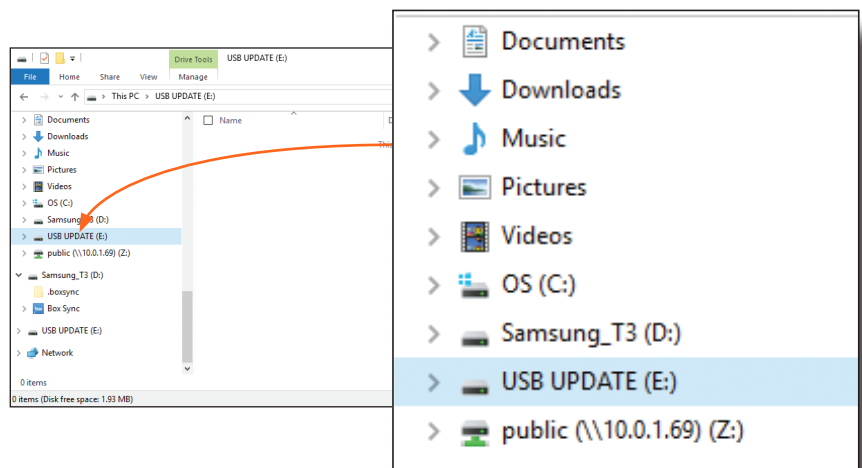 Drive Tools USB UPDATE (E:)
File Home Share View Manage
This PC > USB UPDATE (E:)
Documents
Downloads
Music
Pictures
Videos
OS (C:)
USB UPDATE (E:)
public (\\10.0.1.69) (Z:)
Samsung_T3 (D:)
.boxsync
Box Sync
USB UPDATE (E:)
Network
0 items
0 items (Disk free space: 1.93 MB)
Name
This
Documents
Downloads
Music
Pictures
Videos
OS (C:)
Samsung_T3 (D:)
USB UPDATE (E:)
public (\\10.0.1.69) (Z:)